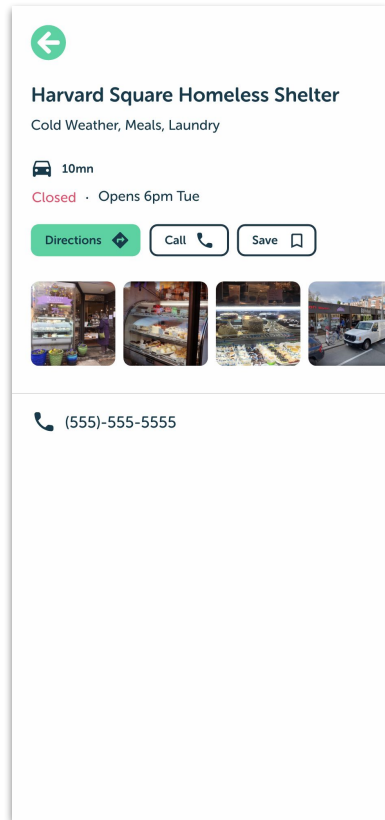 Harvard Square Homeless Shelter
Cold Weather, Meals, Laundry
10mn
Closed · Opens 6pm Tue
Directions
Call
Save
(555)-555-5555